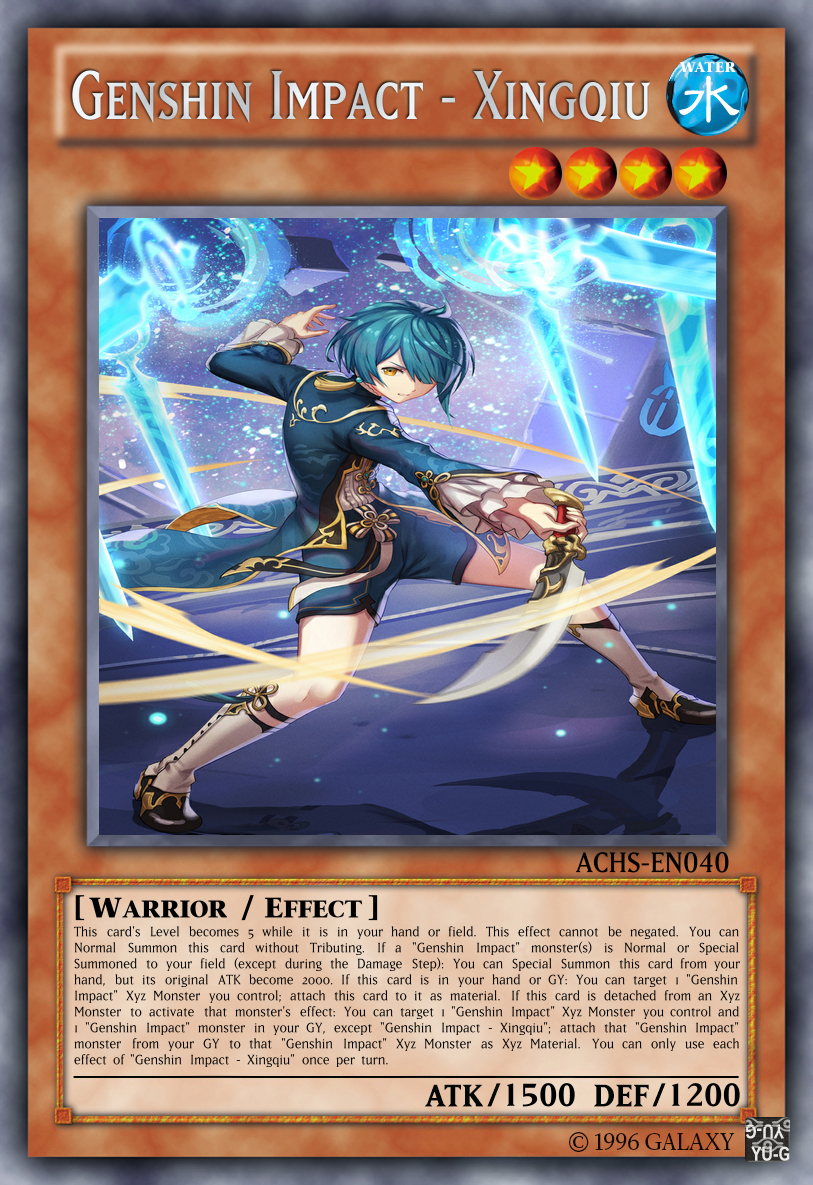 Genshin Impact - Xingqiu
WATER
水
ACHS-EN040
[ Warrior / Effect ]
This card's Level becomes 5 while it is in your hand or field. This effect cannot be negated. You can
Normal Summon this card without Tributing. If a "Genshin Impact" monster(s) is Normal or Special
Summoned to your field (except during the Damage Step): You can Special Summon this card from your
hand, but its original ATK become 2000. If this card is in your hand or GY: You can target 1 "Genshin
Impact" Xyz Monster you control; attach this card to it as material. If this card is detached from an Xyz
Monster to activate that monster's effect: You can target 1 "Genshin Impact" Xyz Monster you control and
1 "Genshin Impact" monster in your GY, except "Genshin Impact - Xingqiu"; attach that "Genshin Impact"
monster from your GY to that "Genshin Impact" Xyz Monster as Xyz Material. You can only use each
effect of "Genshin Impact - Xingqiu" once per turn.
ATK/1500 DEF/1200
© 1996 GALAXY
YU-G